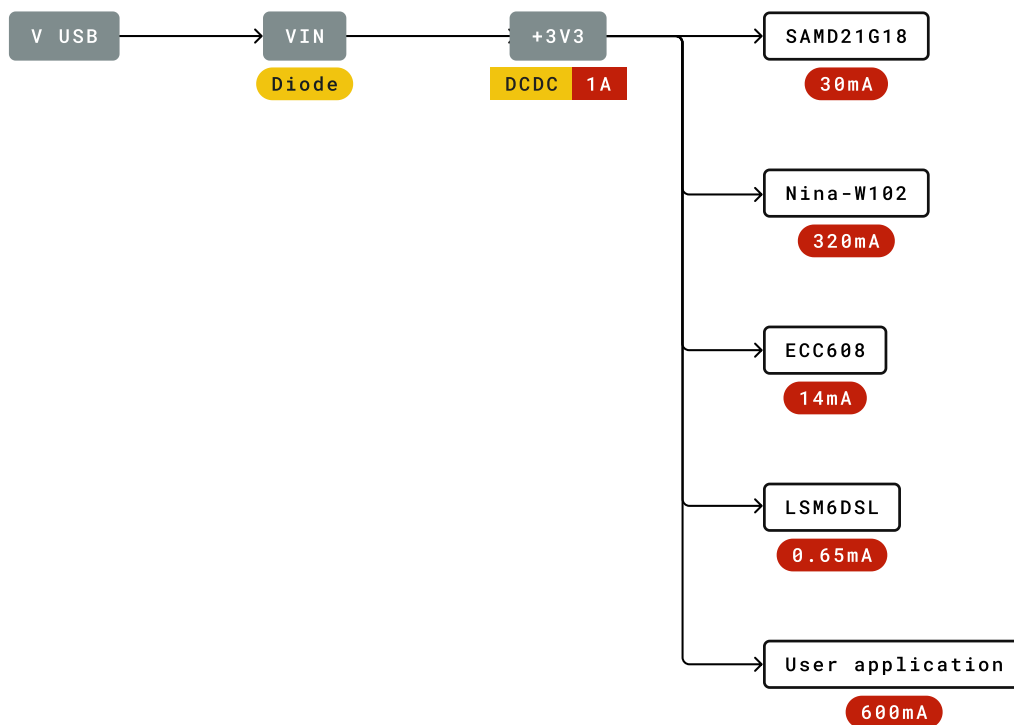 V USB
VIN
+3V3
SAMD21G18
Diode
DCDC
1A
30mA
Nina-W102
320mA
ECC608
14mA
LSM6DSL
0.65mA
User application
600mA